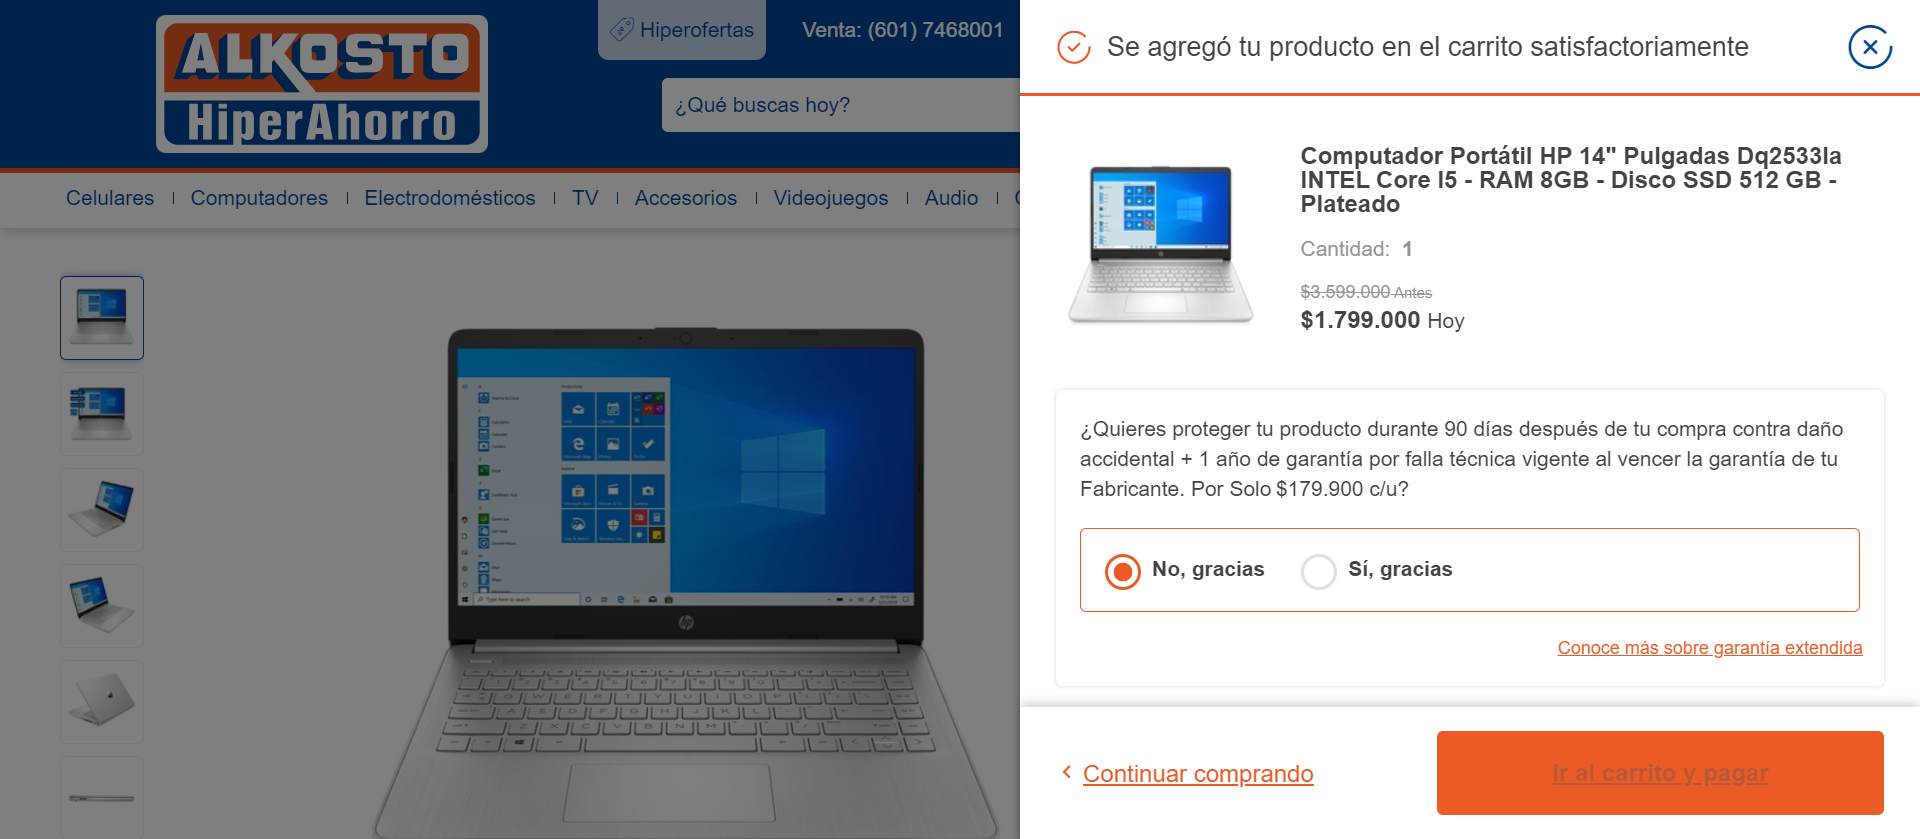 ALKOSTO
HiperAhorro
Hiperofertas
Venta: (601) 7468001
¿Qué buscas hoy?
Celulares
Computadores
Electrodomésticos
TV
Accesorios
Videojuegos
Audio
Se agregó tu producto en el carrito satisfactoriamente
Computador Portátil HP 14" Pulgadas Dq2533la
INTEL Core I5 - RAM 8GB - Disco SSD 512 GB -
Plateado
Cantidad: 1
$3.599.000 Antes
$1.799.000 Hoy
¿Quieres proteger tu producto durante 90 días después de tu compra contra daño
accidental + 1 año de garantía por falla técnica vigente al vencer la garantía de tu
Fabricante. Por Solo $179.900 c/u?
No, gracias
Sí, gracias
Conoce más sobre garantía extendida
Continuar comprando
Ir al carrito y pagar
Type here to search
hp